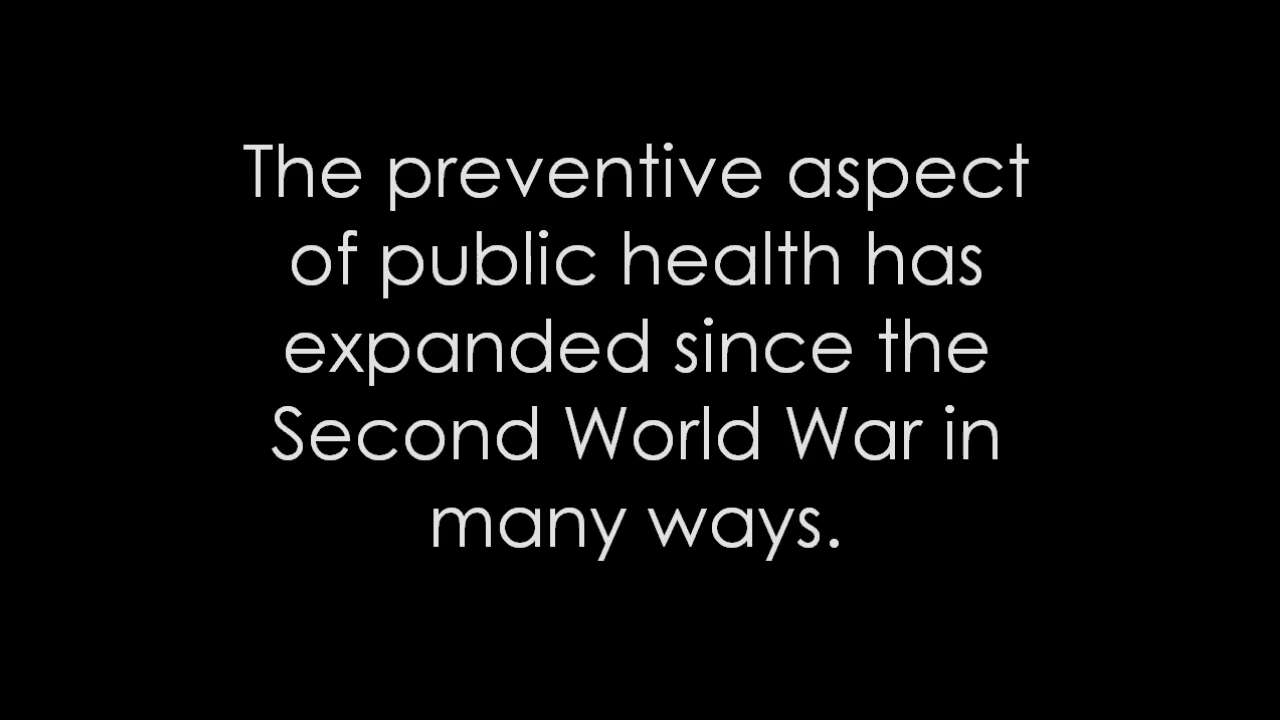 The preventive aspect
of public health has
expanded since the
Second World War in
many ways.